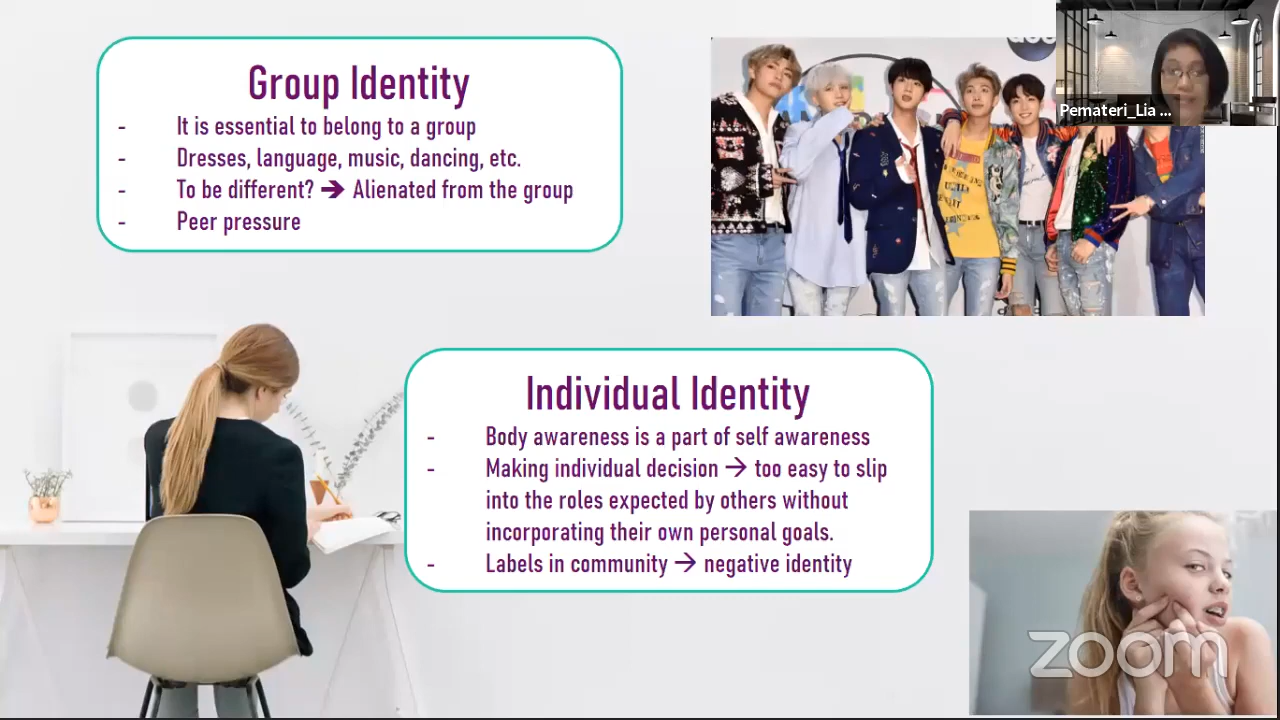 Group Identity
- It is essential to belong to a group
- Dresses, language, music, dancing, etc.
- To be different? ➔ Alienated from the group
- Peer pressure
Pemateri_Lia ...
Individual Identity
- Body awareness is a part of self awareness
- Making individual decision → too easy to slip
into the roles expected by others without
incorporating their own personal goals.
- Labels in community → negative identity
zoom